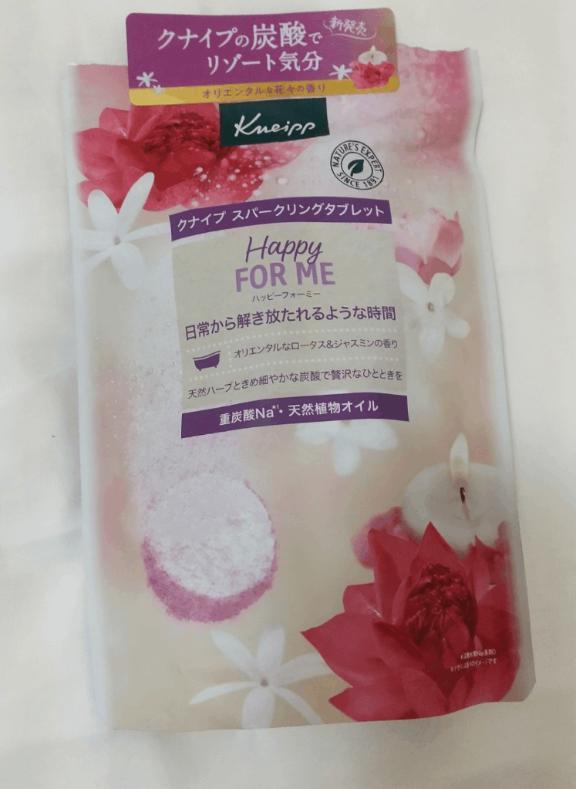 クナイプの炭酸で
リゾート気分
新発売
オリエンタルな花々の香り
Kneipp
NATURE'S EXPERT
SINCE 1891
クナイプ スパークリングタブレット
Happy
FOR ME
ハッピーフォーミー
日常から解き放たれるような時間
オリエンタルなロータス&ジャスミンの香り
天然ハーブときめ細やかな炭酸で贅沢なひとときを
重炭酸Na*・天然植物オイル